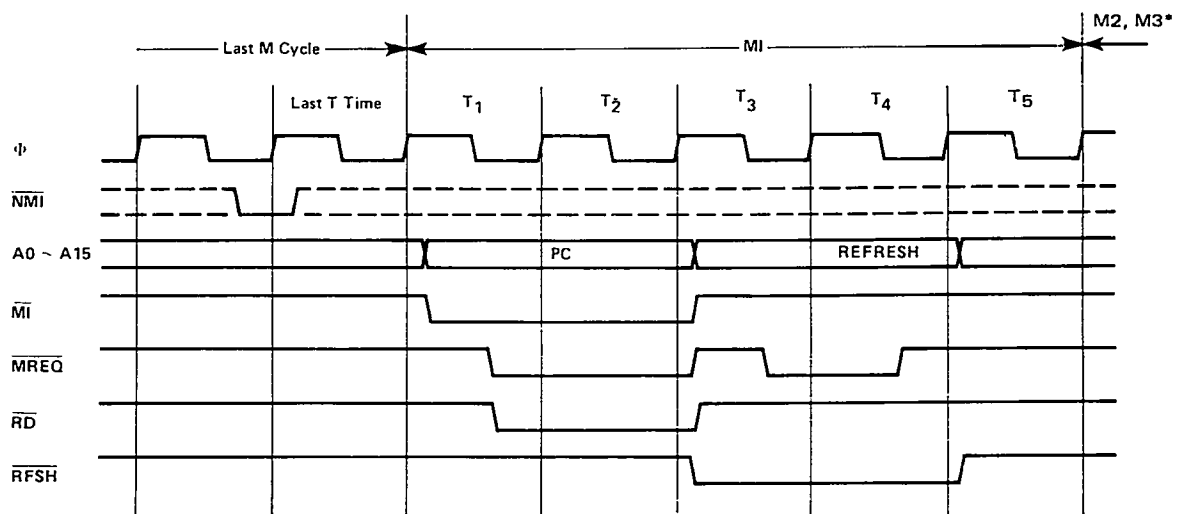 M2, M3*
Last M Cycle
MI
Last T Time
T1
T2
T3
T4
T5
Φ
NMI
A0 ~ A15
PC
REFRESH
MI
MREQ
RD
RFSH